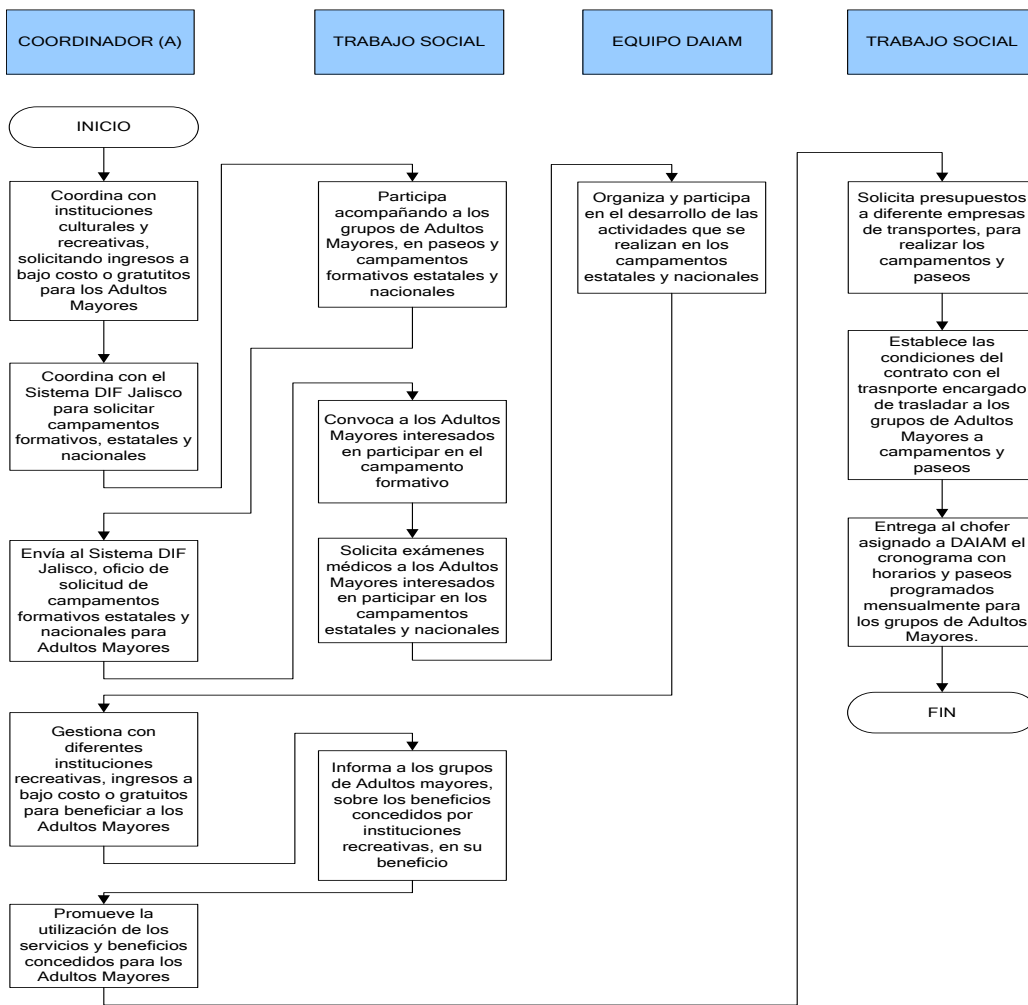 COORDINADOR (A)
TRABAJO SOCIAL
EQUIPO DAIAM
TRABAJO SOCIAL
INICIO
Coordina con
instituciones
culturales y
recreativas,
solicitando ingresos a
bajo costo o gratutitos
para los Adultos
Mayores
Coordina con el
Sistema DIF Jalisco
para solicitar
campamentos
formativos, estatales y
nacionales
Participa
acompañando a los
grupos de Adultos
Mayores, en paseos y
campamentos
formativos estatales y
nacionales
Envía al Sistema DIF
Jalisco, oficio de
solicitud de
campamentos
formativos estatales y
nacionales para
Adultos Mayores
Convoca a los Adultos
Mayores interesados
en participar en el
campamento
formativo
Solicita exámenes
médicos a los Adultos
Mayores interesados
en participar en los
campamentos
estatales y nacionales
Organiza y participa
en el desarrollo de las
actividades que se
realizan en los
campamentos
estatales y nacionales
Gestiona con
diferentes
instituciones
recreativas, ingresos a
bajo costo o gratuitos
para beneficiar a los
Adultos Mayores
Informa a los grupos
de Adultos mayores,
sobre los beneficios
concedidos por
instituciones
recreativas, en su
beneficio
Promueve la
utilización de los
servicios y beneficios
concedidos para los
Adultos Mayores
Solicita presupuestos
a diferente empresas
de transportes, para
realizar los
campamentos y
paseos
Establece las
condiciones del
contrato con el
trasnporte encargado
de trasladar a los
grupos de Adultos
Mayores a
campamentos y
paseos
Entrega al chofer
asignado a DAIAM el
cronograma con
horarios y paseos
programados
mensualmente para
los grupos de Adultos
Mayores.
FIN